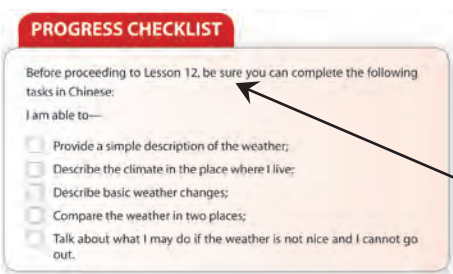 PROGRESS CHECKLIST
Before proceeding to Lesson 12, be sure you can complete the following
tasks in Chinese:
I am able to—
Provide a simple description of the weather;
Describe the climate in the place where I live;
Describe basic weather changes;
Compare the weather in two places;
Talk about what I may do if the weather is not nice and I cannot go
out.